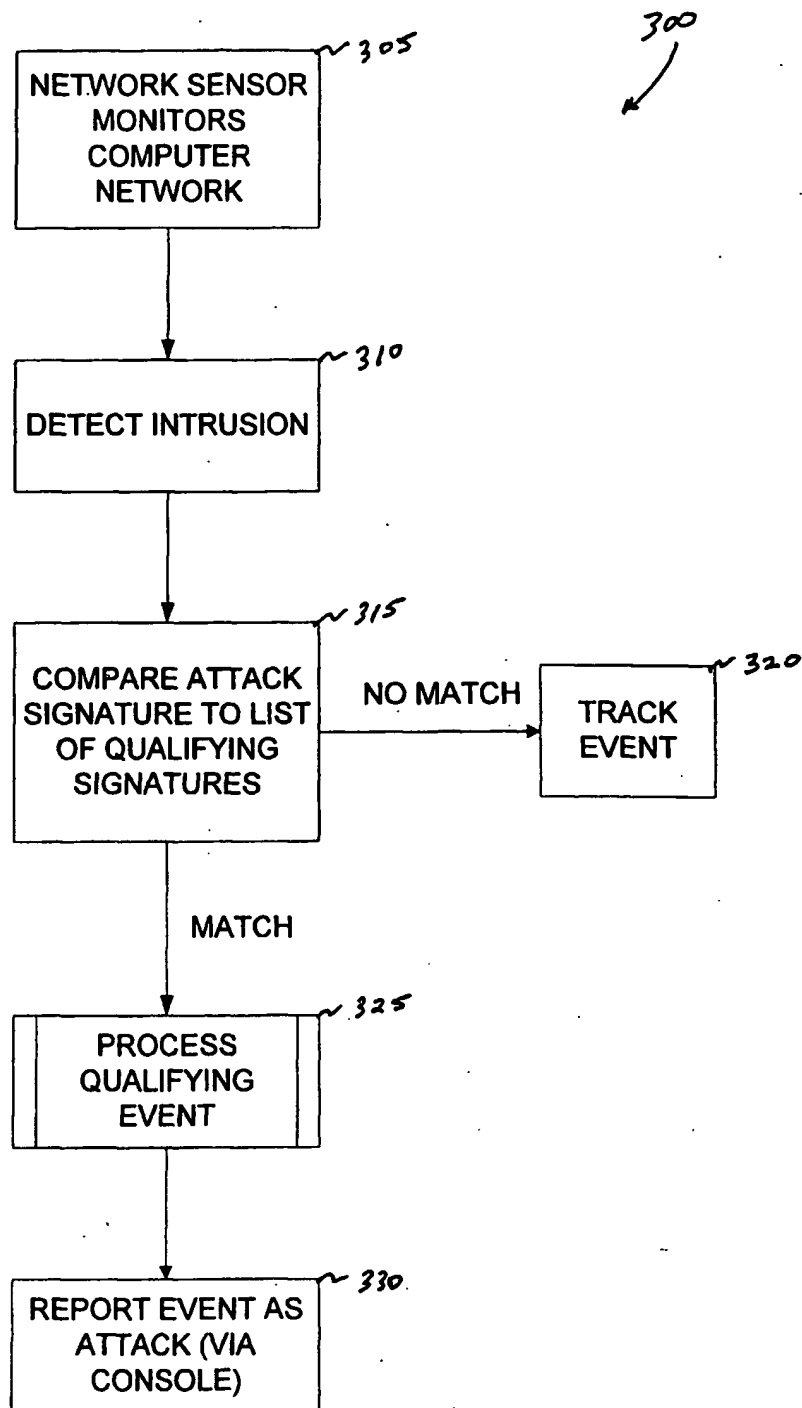 300
305
NETWORK SENSOR
MONITORS
COMPUTER
NETWORK
310
DETECT INTRUSION
315
COMPARE ATTACK
SIGNATURE TO LIST
OF QUALIFYING
SIGNATURES
NO MATCH
320
TRACK
EVENT
MATCH
325
PROCESS
QUALIFYING
EVENT
330
REPORT EVENT AS
ATTACK (VIA
CONSOLE)